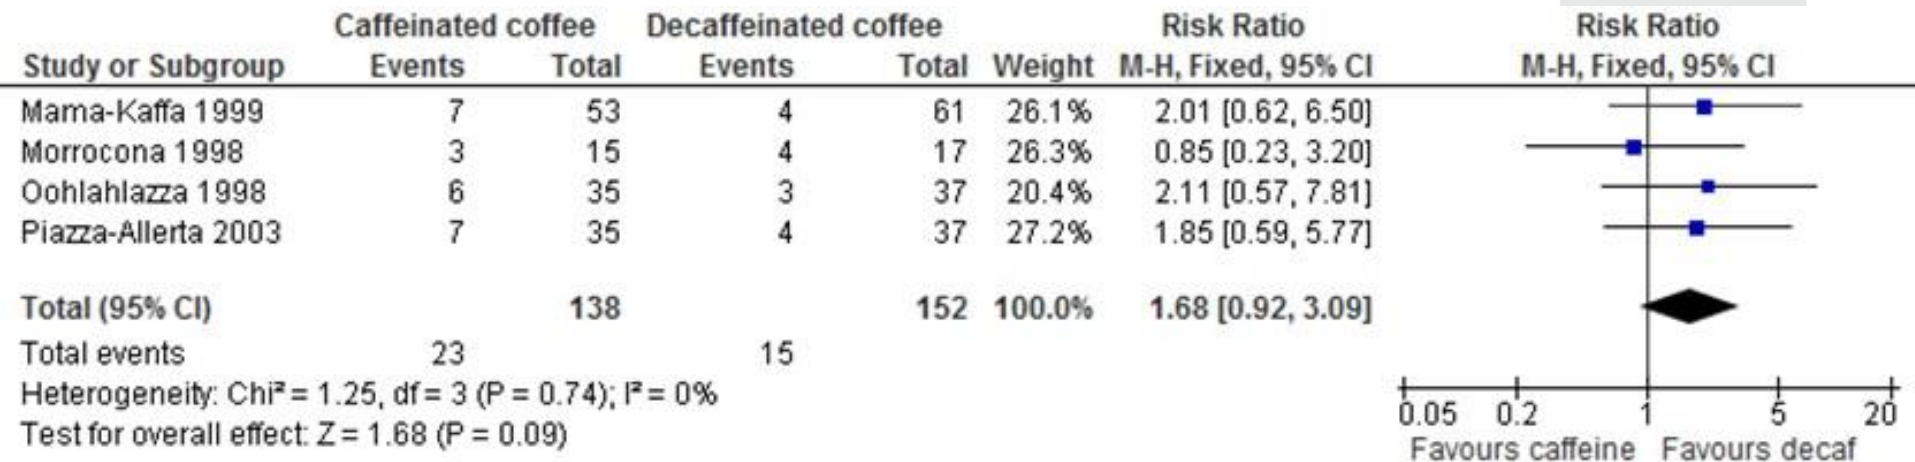 Caffeinated coffee Decaffeinated coffee Risk Ratio Risk Ratio
Study or Subgroup Events Total Events Total Weight M-H, Fixed, 95% CI M-H, Fixed, 95% CI
Mama-Kaffa 1999 7 53 4 61 26.1% 2.01 [0.62, 6.50]
Morrocona 1998 3 15 4 17 26.3% 0.85 [0.23, 3.20]
Oohlahlazza 1998 6 35 3 37 20.4% 2.11 [0.57, 7.81]
Piazza-Allerta 2003 7 35 4 37 27.2% 1.85 [0.59, 5.77]
Total (95% CI) 138 152 100.0% 1.68 [0.92, 3.09]
Total events 23 15
Heterogeneity: Chi² = 1.25, df = 3 (P = 0.74); I² = 0%
Test for overall effect: Z = 1.68 (P = 0.09)
0.05 0.2 1 5 20
Favours caffeine Favours decaf